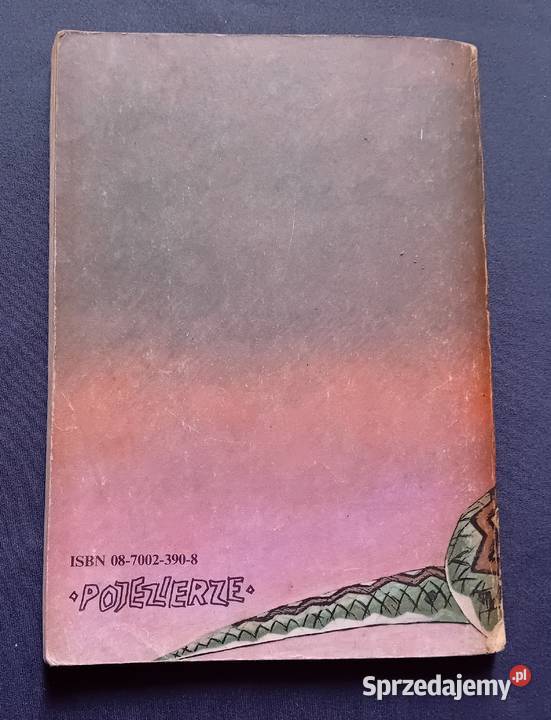 ISBN 08-7002-390-8
•POJEZIERZE•
Sprzedajemy.pl